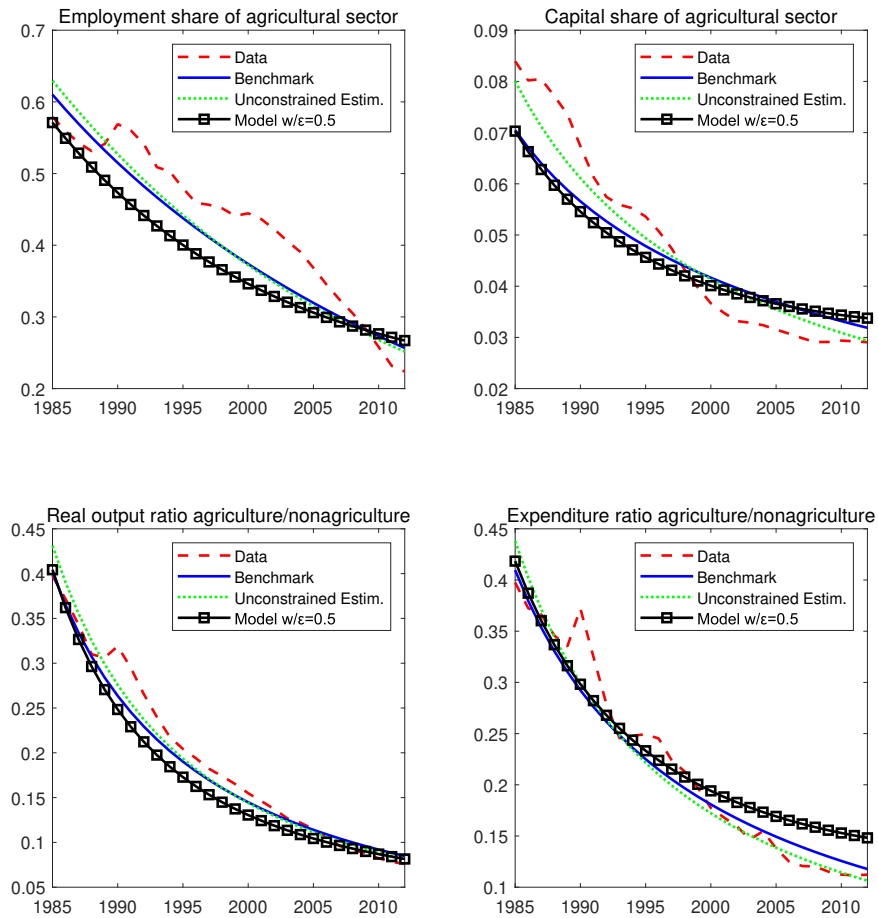 Employment share of agricultural sector
0.7
0.6
0.5
0.4
0.3
0.2
1985 1990 1995 2000 2005 2010
Data
Benchmark
Unconstrained Estim.
Model w/ε=0.5
Capital share of agricultural sector
0.09
0.08
0.07
0.06
0.05
0.04
0.03
0.02
1985 1990 1995 2000 2005 2010
Data
Benchmark
Unconstrained Estim.
Model w/ε=0.5
Real output ratio agriculture/nonagriculture
0.45
0.4
0.35
0.3
0.25
0.2
0.15
0.1
0.05
1985 1990 1995 2000 2005 2010
Data
Benchmark
Unconstrained Estim.
Model w/ε=0.5
Expenditure ratio agriculture/nonagriculture
0.45
0.4
0.35
0.3
0.25
0.2
0.15
0.1
1985 1990 1995 2000 2005 2010
Data
Benchmark
Unconstrained Estim.
Model w/ε=0.5